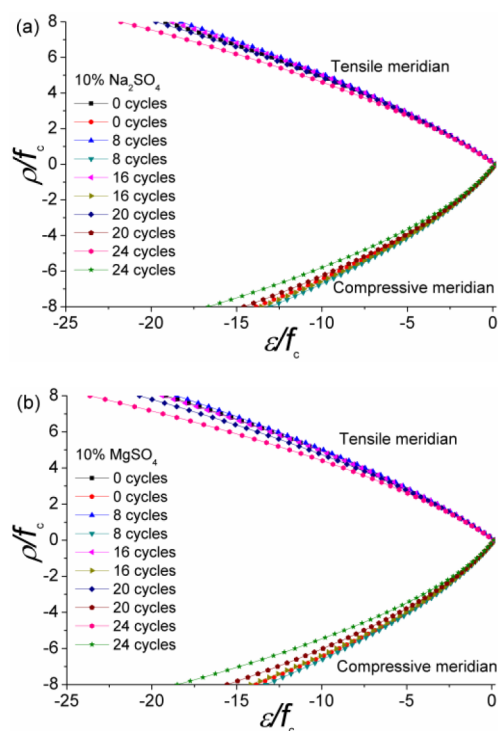 (a)
8
6
4
2
0
-2
-4
-6
-8
ρ/fc
10% Na2SO4
0 cycles
0 cycles
8 cycles
8 cycles
16 cycles
16 cycles
20 cycles
20 cycles
24 cycles
24 cycles
Tensile meridian
Compressive meridian
-25 -20 -15 -10 -5 0
ε/fc
(b)
8
6
4
2
0
-2
-4
-6
-8
ρ/fc
10% MgSO4
0 cycles
0 cycles
8 cycles
8 cycles
16 cycles
16 cycles
20 cycles
20 cycles
24 cycles
24 cycles
Tensile meridian
Compressive meridian
-25 -20 -15 -10 -5 0
ε/fc